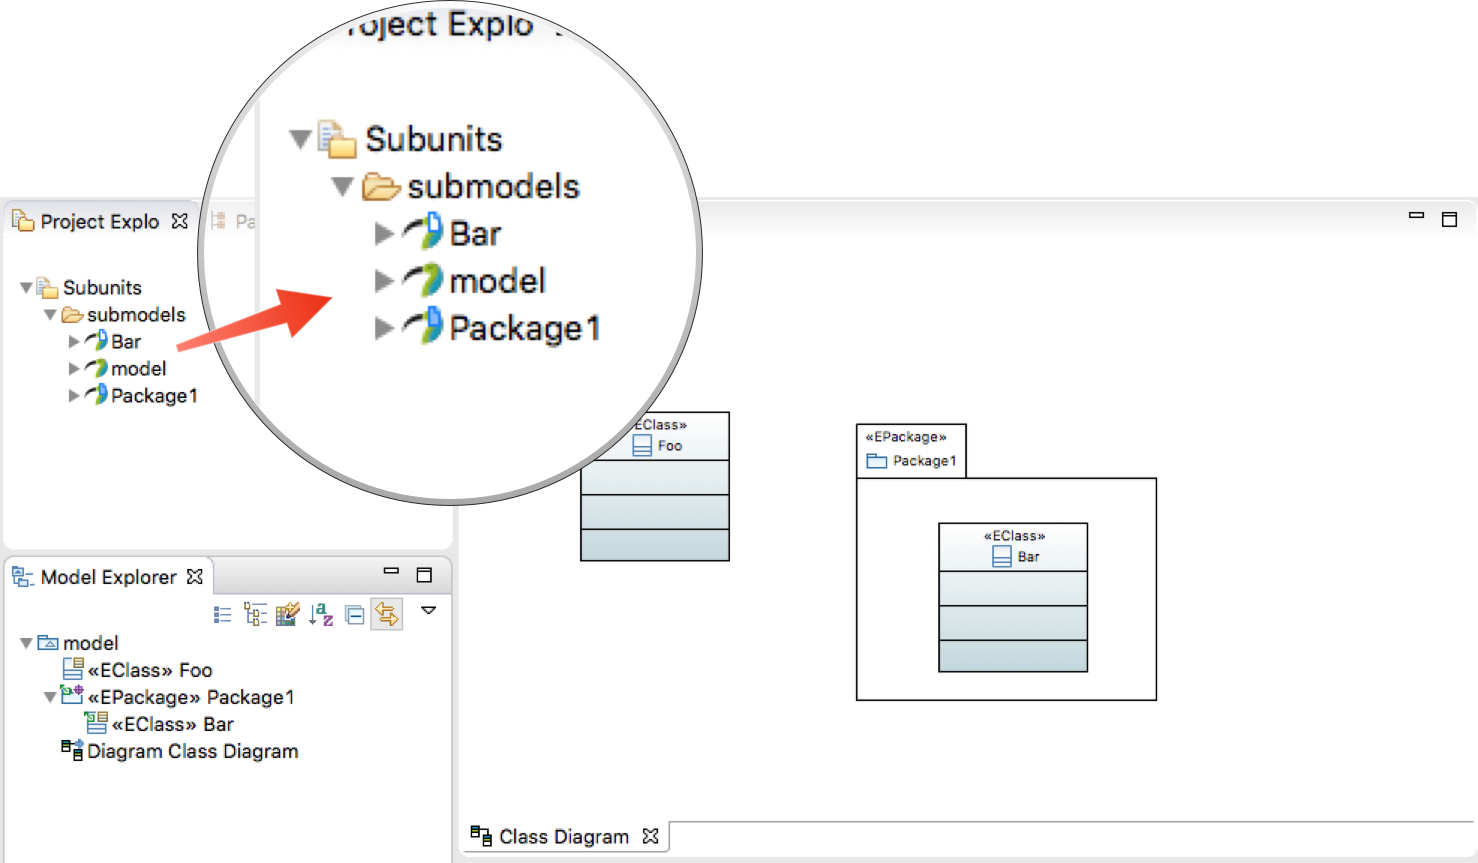 Project Explo
Pa
Subunits
submodels
Bar
model
Package1
oject Explo
Subunits
submodels
Bar
model
Package1
EClass»
Foo
«EPackage»
Package1
«EClass»
Bar
Model Explorer
model
«EClass» Foo
«EPackage» Package1
«EClass» Bar
Diagram Class Diagram
Class Diagram